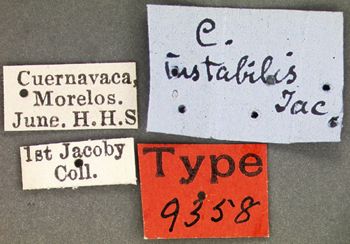 C.
instabilis
Jac.
Cuernavaca,
Morelos.
June, H.H.S
1st Jacoby
Coll.
Type
9358